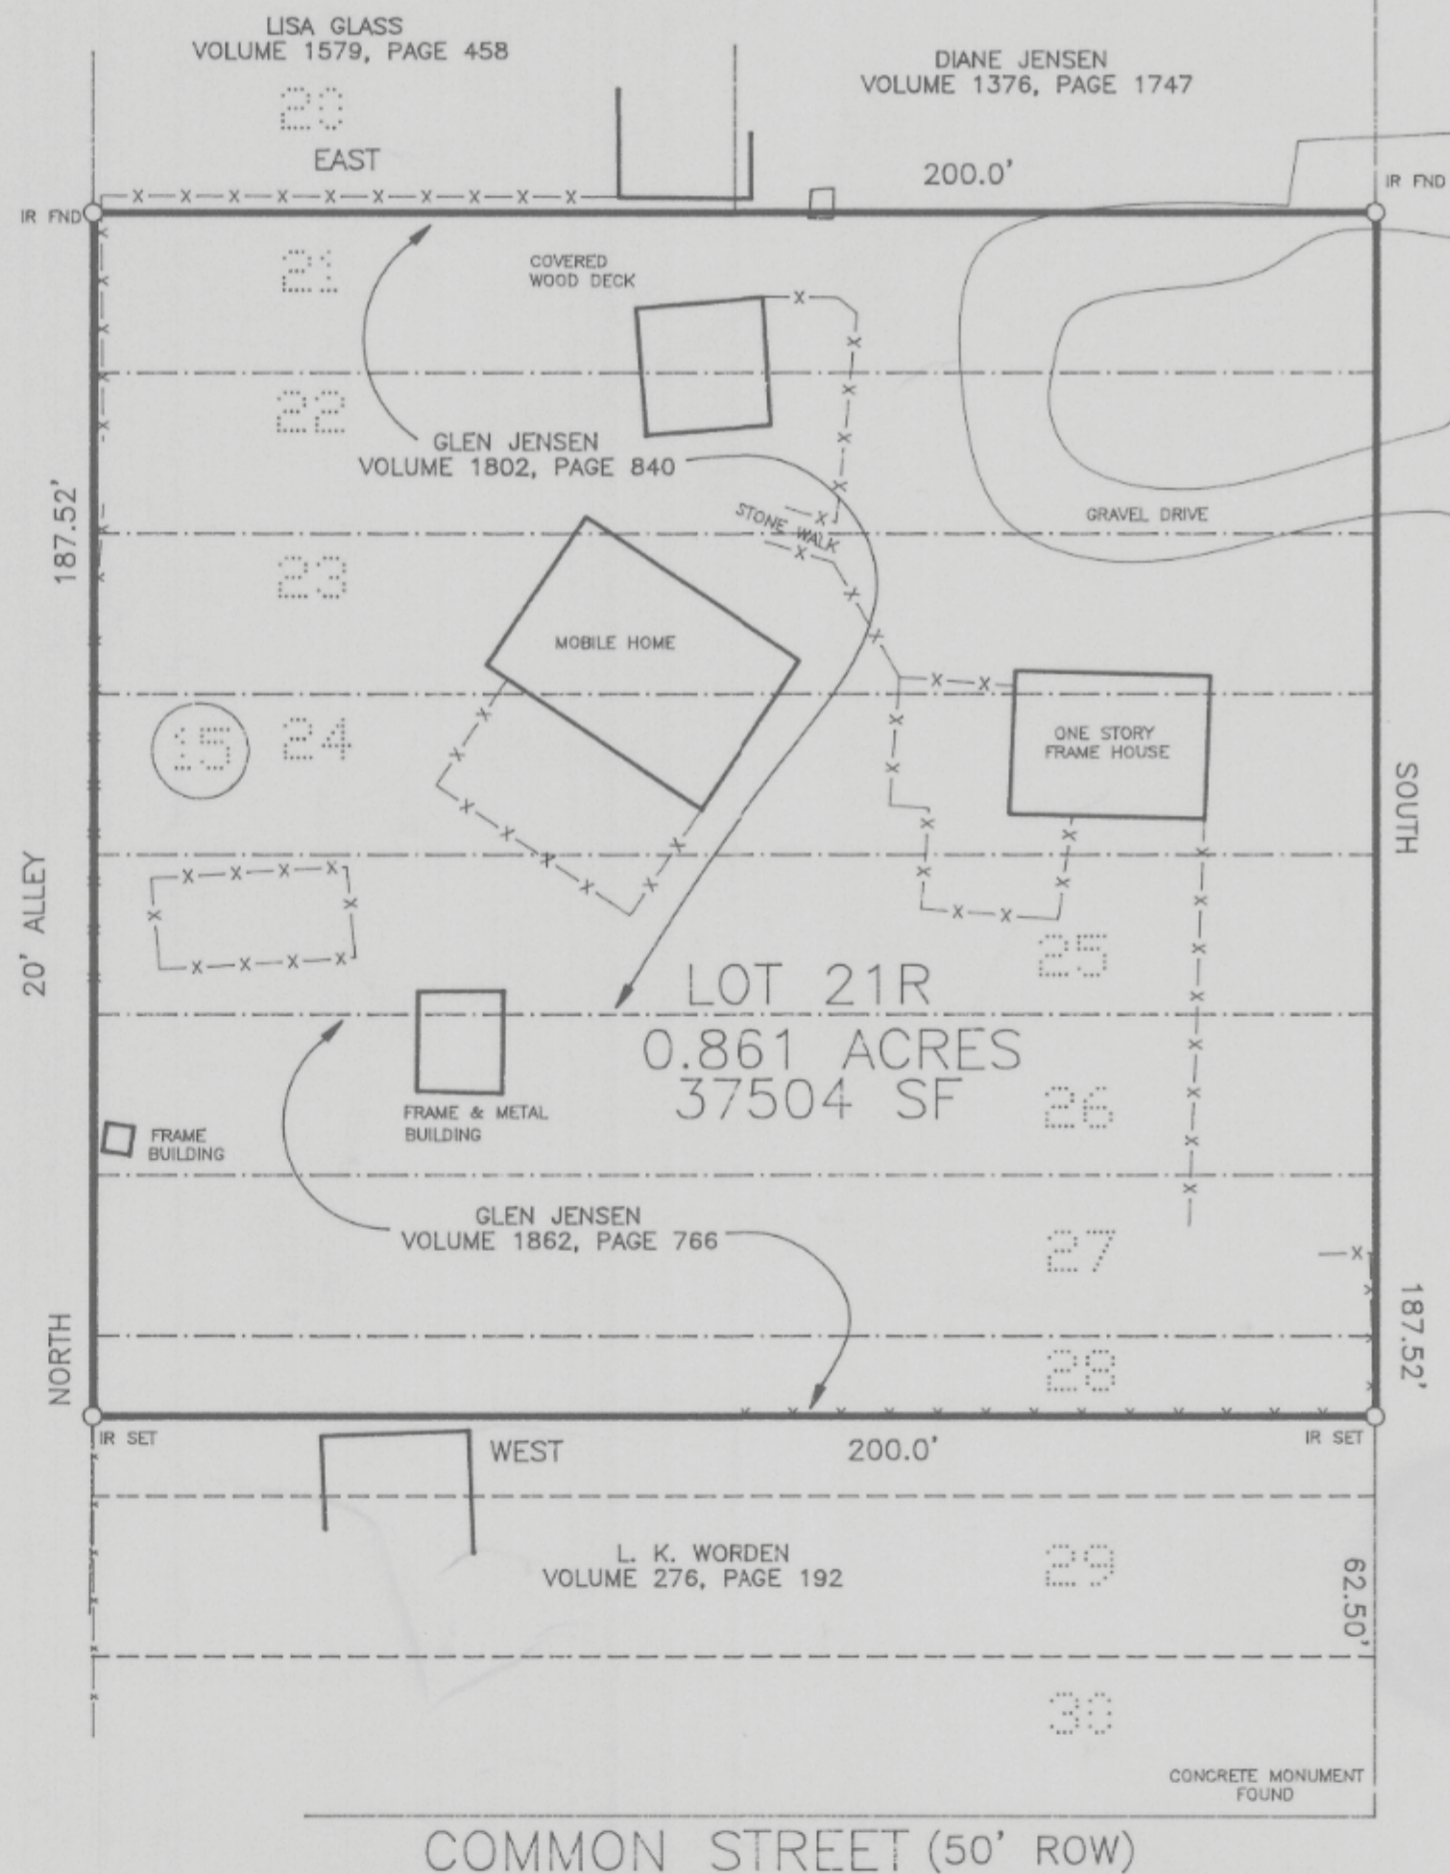 LISA GLASS
VOLUME 1579, PAGE 458
DIANE JENSEN
VOLUME 1376, PAGE 1747
20
EAST
200.0'
IR FND
IR FND
21
COVERED
WOOD DECK
22
GLEN JENSEN
VOLUME 1802, PAGE 840
187.52'
STONE WALK
GRAVEL DRIVE
23
MOBILE HOME
15
24
ONE STORY
FRAME HOUSE
SOUTH
20' ALLEY
25
LOT 21R
0.861 ACRES
37504 SF
26
FRAME & METAL
BUILDING
FRAME
BUILDING
GLEN JENSEN
VOLUME 1862, PAGE 766
27
NORTH
187.52'
28
IR SET
WEST
200.0'
IR SET
L. K. WORDEN
VOLUME 276, PAGE 192
29
62.50'
30
CONCRETE MONUMENT
FOUND
COMMON STREET (50' ROW)